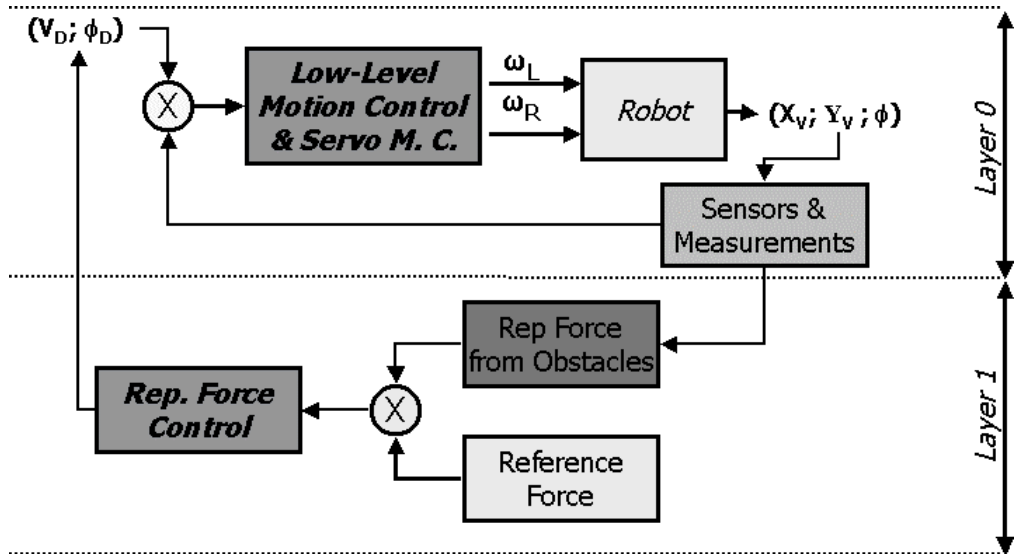 (V_D; ϕ_D)
X
Low-Level
Motion Control
& Servo M. C.
ω_L
ω_R
Robot
(X_V; Y_V; ϕ)
Sensors &
Measurements
Layer 0
Rep Force
from Obstacles
Rep. Force
Control
X
Reference
Force
Layer 1